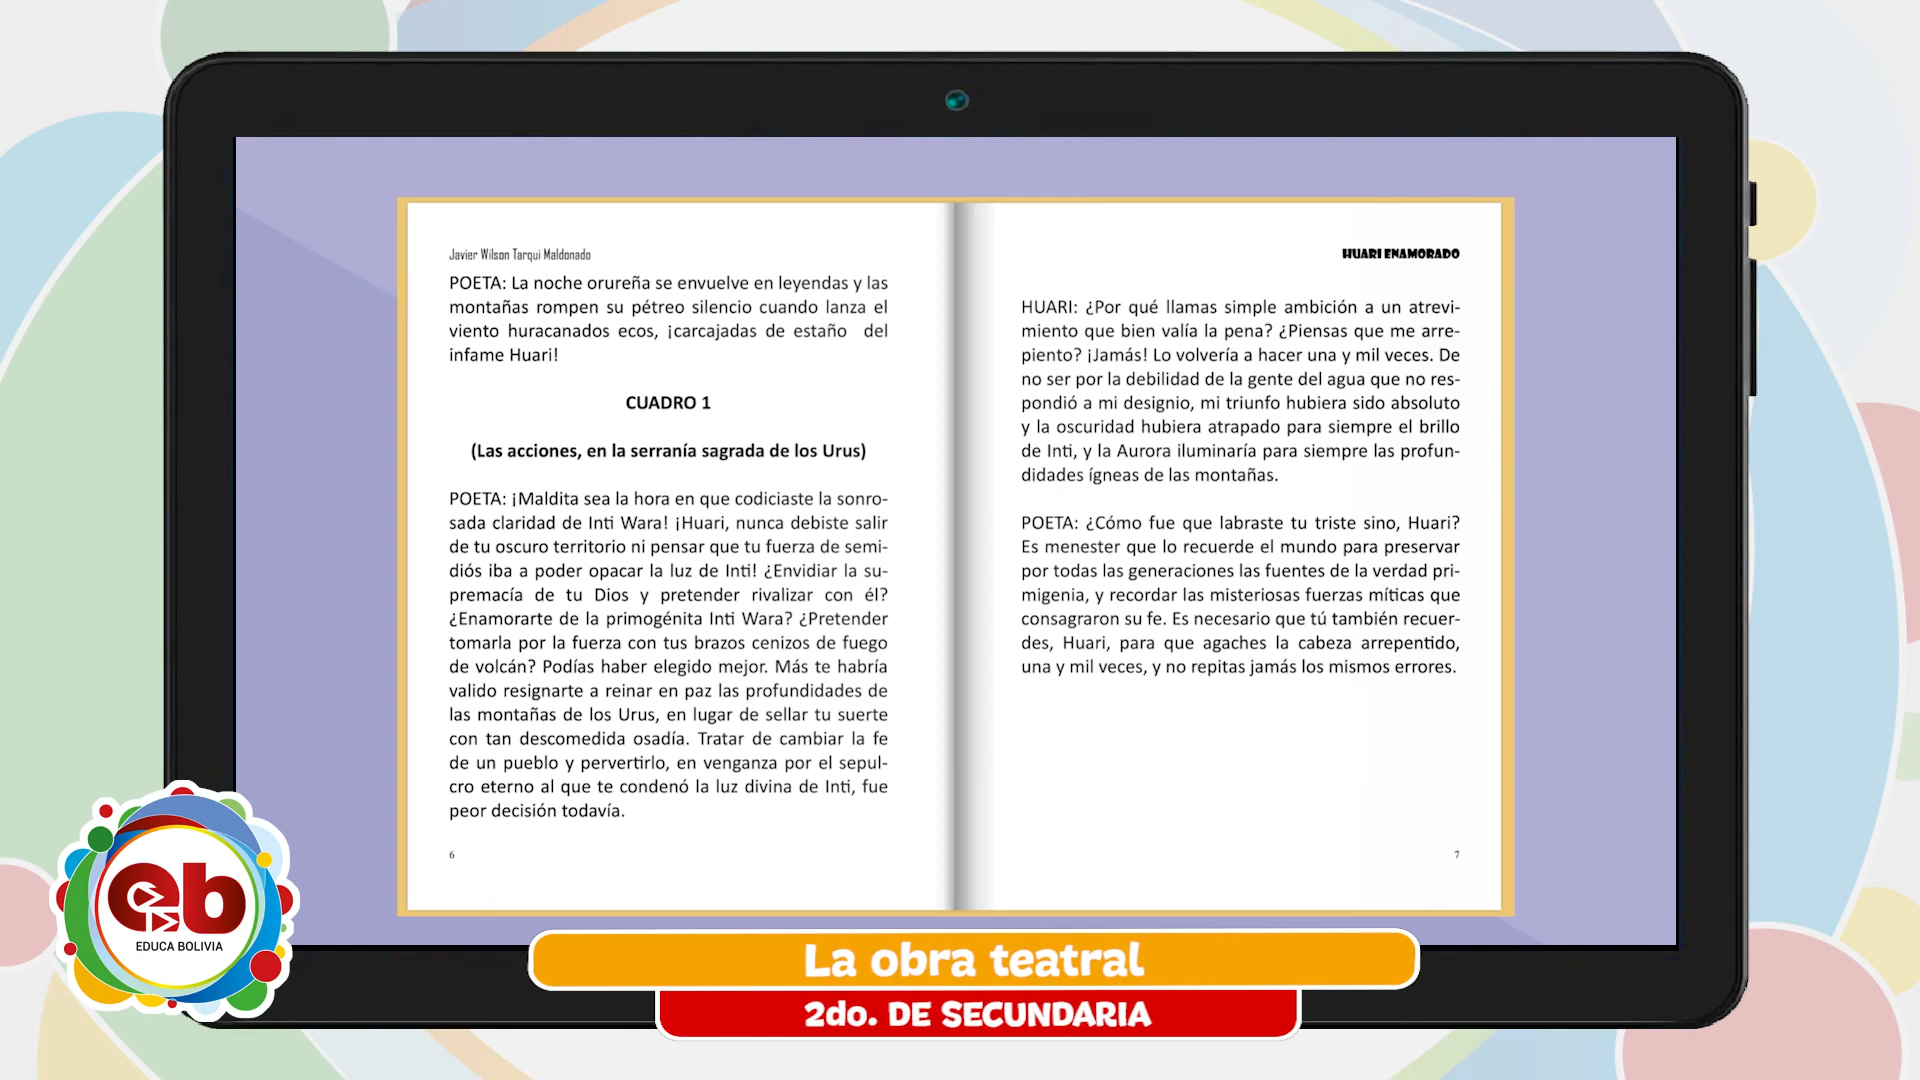 Javier Wilson Tarqui Maldonado
POETA: La noche orureña se envuelve en leyendas y las
montañas rompen su pétreo silencio cuando lanza el
viento huracanados ecos, ¡carcajadas de estaño del
infame Huari!
CUADRO 1
(Las acciones, en la serranía sagrada de los Urus)
POETA: ¡Maldita sea la hora en que codiciaste la sonro-
sada claridad de Inti Wara! ¡Huari, nunca debiste salir
de tu oscuro territorio ni pensar que tu fuerza de semi-
diós iba a poder opacar la luz de Inti! ¿Envidiar la su-
premacía de tu Dios y pretender rivalizar con él?
¿Enamorarte de la primogénita Inti Wara? ¿Pretender
tomarla por la fuerza con tus brazos cenizos de fuego
de volcán? Podías haber elegido mejor. Más te habría
valido resignarte a reinar en paz las profundidades de
las montañas de los Urus, en lugar de sellar tu suerte
con tan descomedida osadía. Tratar de cambiar la fe
de un pueblo y pervertirlo, en venganza por el sepul-
cro eterno al que te condenó la luz divina de Inti, fue
peor decisión todavía.
6
HUARI ENAMORADO
HUARI: ¿Por qué llamas simple ambición a un atrevi-
miento que bien valía la pena? ¿Piensas que me arre-
piento? ¡Jamás! Lo volvería a hacer una y mil veces. De
no ser por la debilidad de la gente del agua que no res-
pondió a mi designio, mi triunfo hubiera sido absoluto
y la oscuridad hubiera atrapado para siempre el brillo
de Inti, y la Aurora iluminaría para siempre las profun-
didades ígneas de las montañas.
POETA: ¿Cómo fue que labraste tu triste sino, Huari?
Es menester que lo recuerde el mundo para preservar
por todas las generaciones las fuentes de la verdad pri-
migenia, y recordar las misteriosas fuerzas míticas que
consagraron su fe. Es necesario que tú también recuer-
des, Huari, para que agaches la cabeza arrepentido,
una y mil veces, y no repitas jamás los mismos errores.
7
eb
EDUCA BOLIVIA
La obra teatral
2do. DE SECUNDARIA